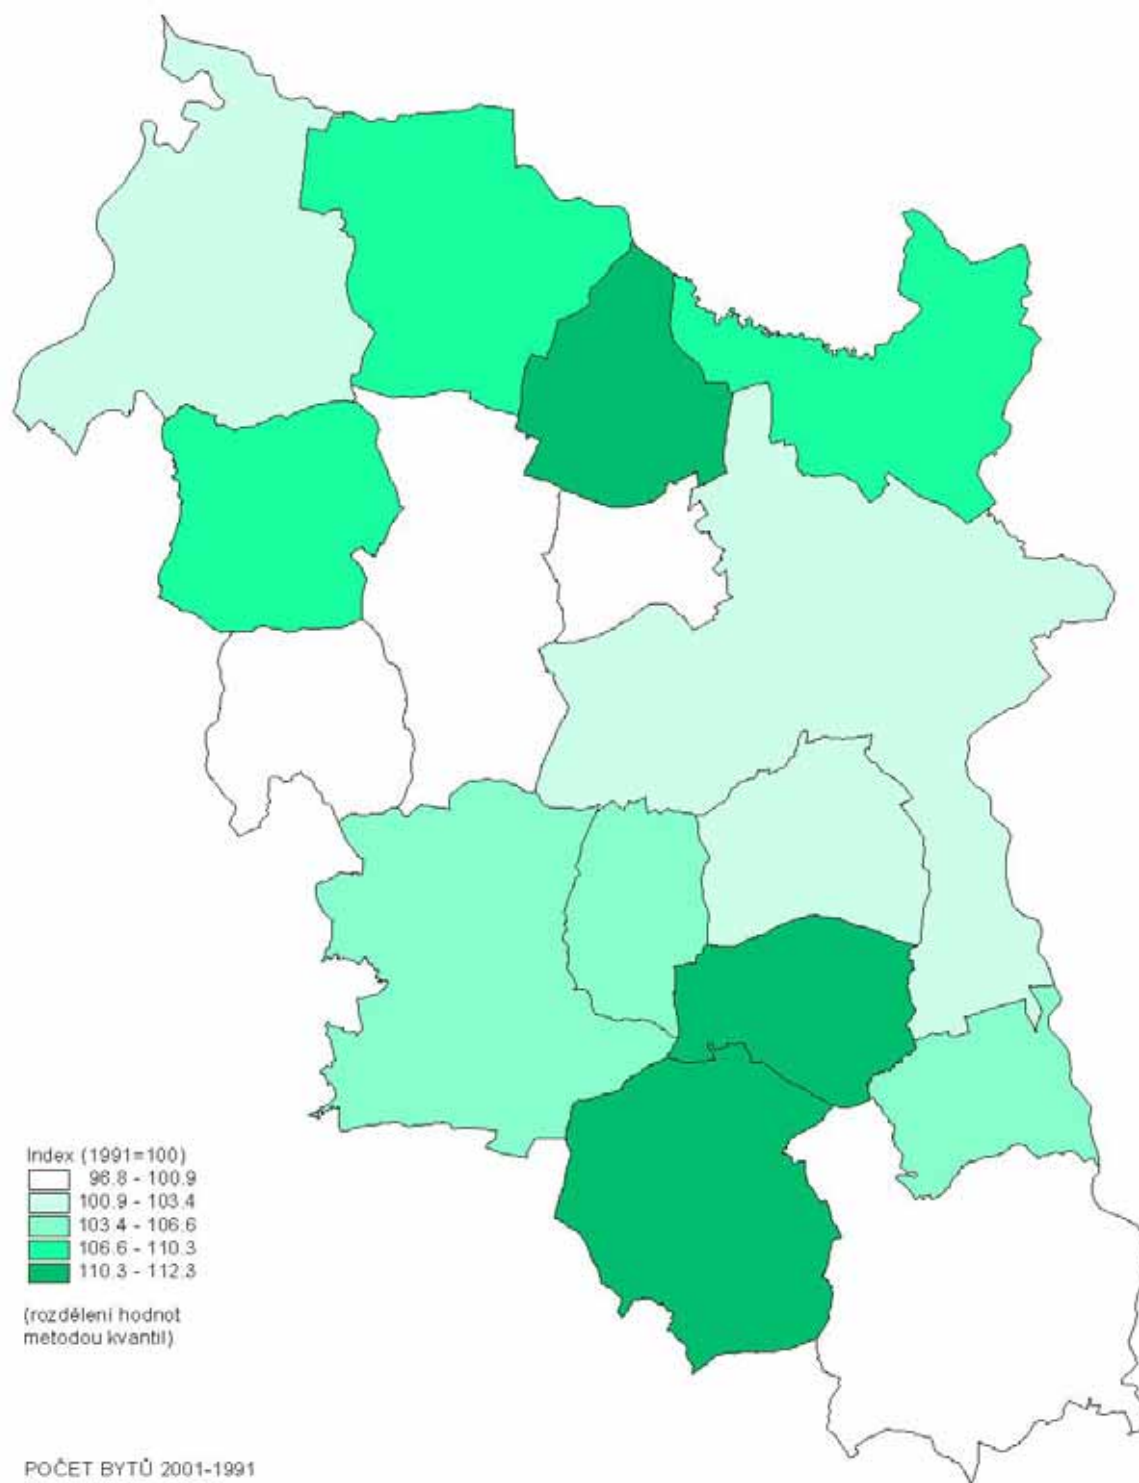 Index (1991=100)
96.8 - 100.9
100.9 - 103.4
103.4 - 106.6
106.6 - 110.3
110.3 - 112.3
(rozdělení hodnot
metodou kvantil)
POČET BYTŮ 2001-1991